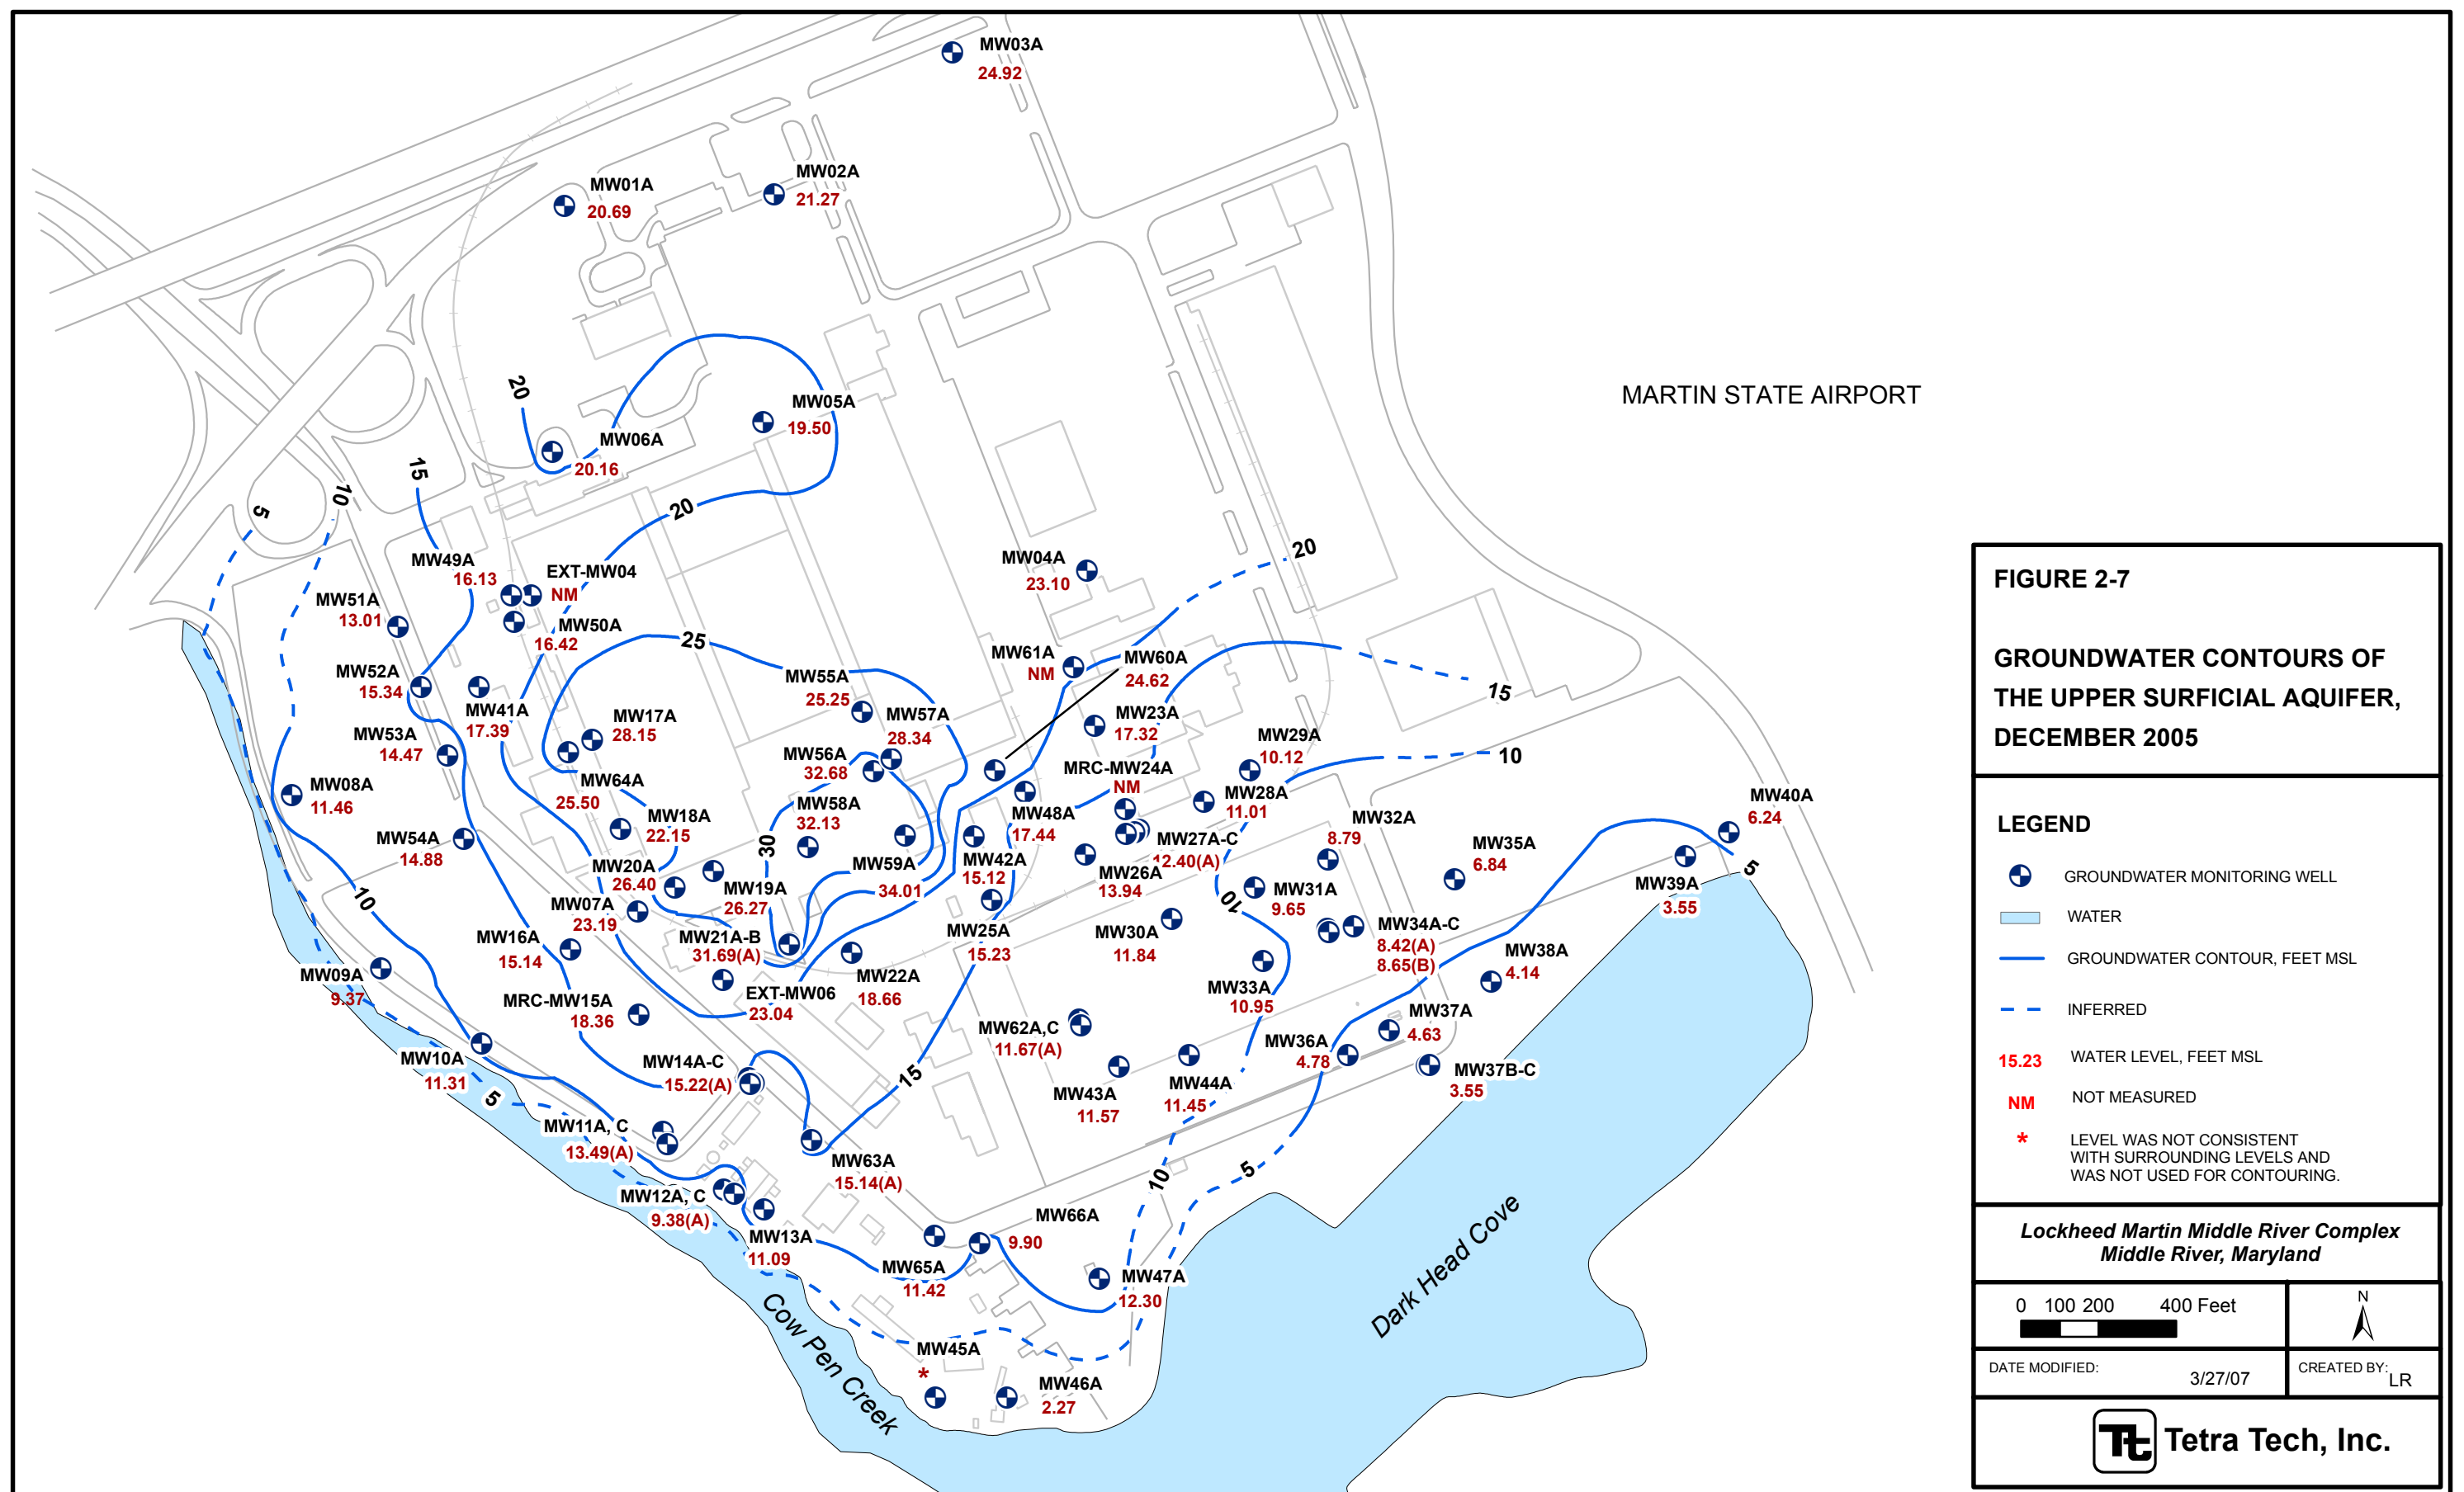 MW03A
24.92
MW01A
20.69
MW02A
21.27
MARTIN STATE AIRPORT
20
MW05A
19.50
MW06A
20.16
15
10
5
20
20
MW49A
16.13
EXT-MW04
NM
MW04A
23.10
MW51A
13.01
MW50A
16.42
25
MW61A
NM
MW60A
24.62
MW52A
15.34
MW55A
25.25
15
MW41A
17.39
MW17A
28.15
MW57A
28.34
MW23A
17.32
MW53A
14.47
MW56A
32.68
MW29A
10.12
10
MRC-MW24A
NM
MW64A
25.50
MW08A
11.46
MW58A
32.13
MW28A
11.01
MW40A
6.24
MW18A
22.15
MW48A
17.44
MW32A
8.79
MW54A
14.88
30
MW27A-C
12.40(A)
MW35A
6.84
MW20A
26.40
MW59A
34.01
MW42A
15.12
MW26A
13.94
5
MW39A
3.55
10
MW19A
26.27
MW31A
9.65
10
MW07A
23.19
MW16A
15.14
MW21A-B
31.69(A)
MW25A
15.23
MW30A
11.84
MW34A-C
8.42(A)
8.65(B)
MW38A
4.14
MW09A
9.37
MW22A
18.66
EXT-MW06
23.04
MRC-MW15A
18.36
MW33A
10.95
MW37A
4.63
MW62A,C
11.67(A)
MW36A
4.78
MW10A
11.31
MW14A-C
15.22(A)
15
MW37B-C
3.55
MW43A
11.57
MW44A
11.45
5
MW11A, C
13.49(A)
MW63A
15.14(A)
10
5
MW12A, C
9.38(A)
MW66A
9.90
MW13A
11.09
MW65A
11.42
MW47A
12.30
Dark Head Cove
Cow Pen Creek
MW45A
*
MW46A
2.27
FIGURE 2-7
GROUNDWATER CONTOURS OF
THE UPPER SURFICIAL AQUIFER,
DECEMBER 2005
LEGEND
GROUNDWATER MONITORING WELL
WATER
GROUNDWATER CONTOUR, FEET MSL
INFERRED
15.23 WATER LEVEL, FEET MSL
NM NOT MEASURED
* LEVEL WAS NOT CONSISTENT
WITH SURROUNDING LEVELS AND
WAS NOT USED FOR CONTOURING.
Lockheed Martin Middle River Complex
Middle River, Maryland
0 100 200 400 Feet
N
DATE MODIFIED: 3/27/07
CREATED BY: LR
Tt Tetra Tech, Inc.